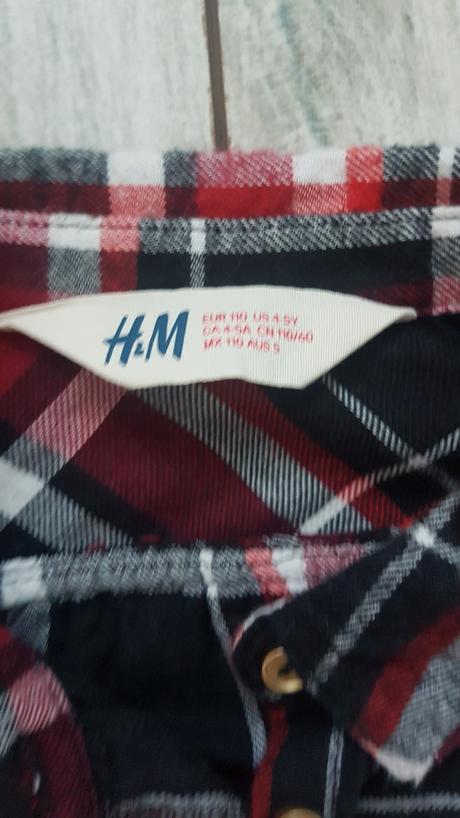 H&M
EUR 110 US 4-5Y
CA 4-5A CN 110/60
MX 110 AUS 5